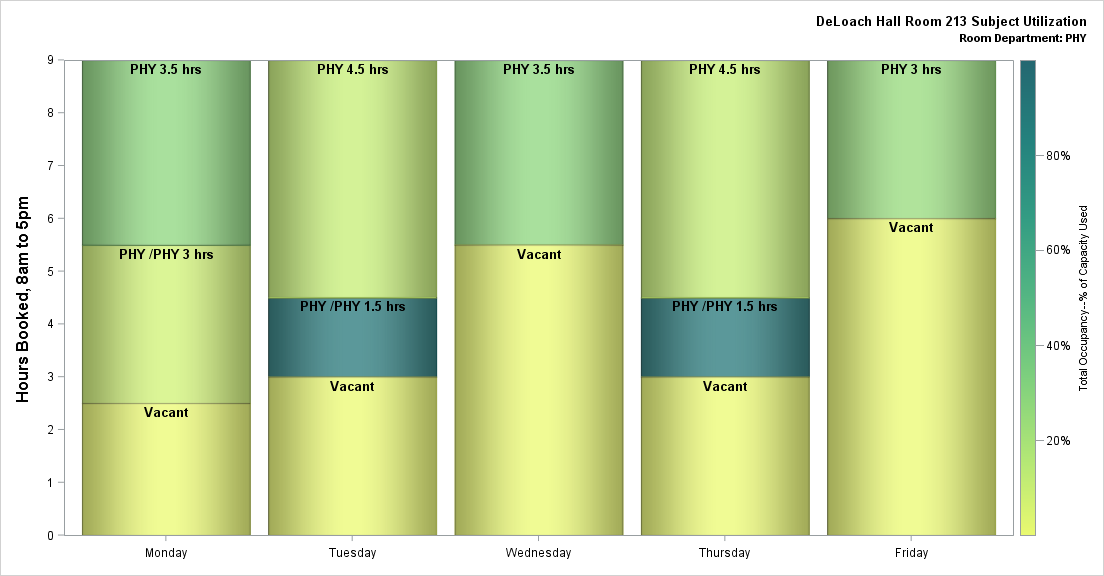 DeLoach Hall Room 213 Subject Utilization
Room Department: PHY
Hours Booked, 8am to 5pm
9
8
7
6
5
4
3
2
1
0
PHY 3.5 hrs
PHY /PHY 3 hrs
Vacant
PHY 4.5 hrs
PHY /PHY 1.5 hrs
Vacant
PHY 3.5 hrs
Vacant
PHY 4.5 hrs
PHY /PHY 1.5 hrs
Vacant
PHY 3 hrs
Vacant
Monday
Tuesday
Wednesday
Thursday
Friday
80%
60%
40%
20%
Total Occupancy--% of Capacity Used